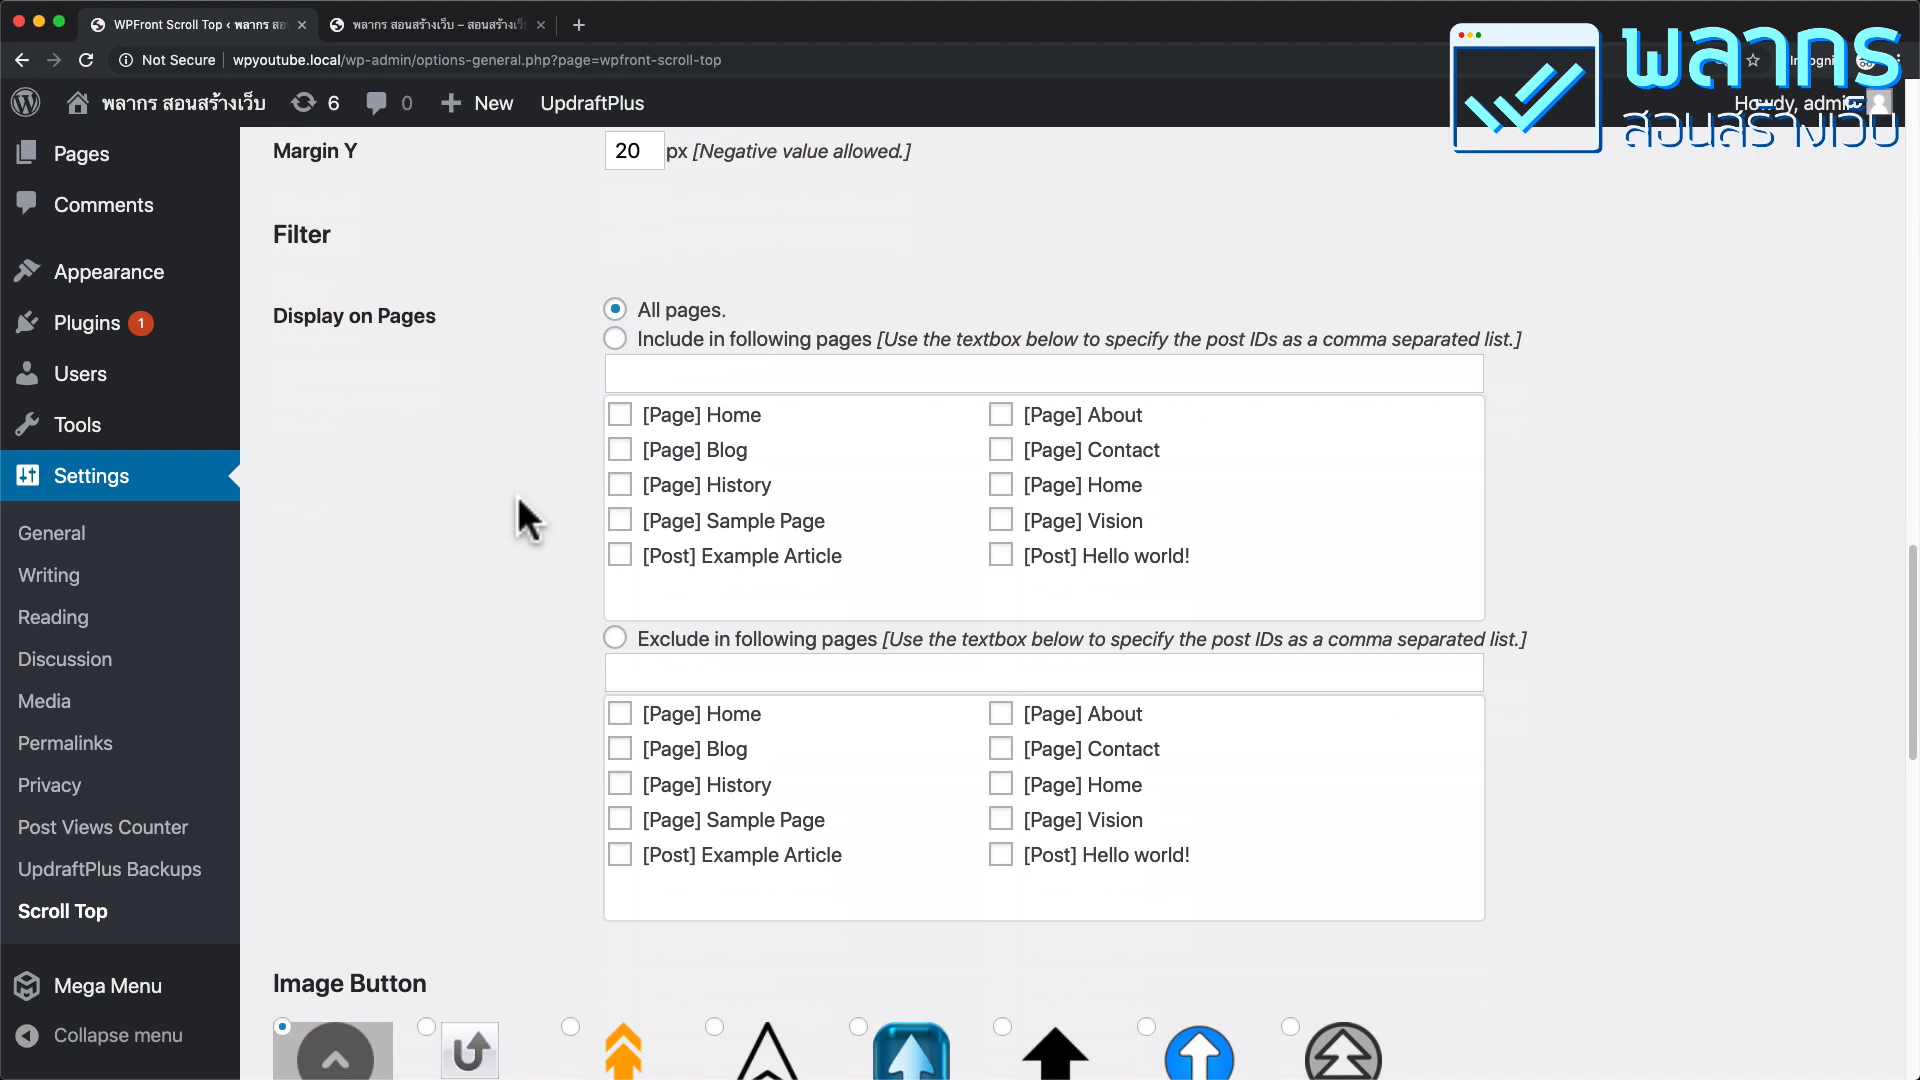 WPFront Scroll Top ‹ พลากร สอน
พลากร สอนสร้างเว็บ – สอนสร้างเว็
Not Secure
wpyoutube.local/wp-admin/options-general.php?page=wpfront-scroll-top
พลากร
สอนสร้างเว็บ
พลากร สอนสร้างเว็บ
6
0
New
UpdraftPlus
Howdy, admin
Pages
Comments
Appearance
Plugins 1
Users
Tools
Settings
General
Writing
Reading
Discussion
Media
Permalinks
Privacy
Post Views Counter
UpdraftPlus Backups
Scroll Top
Mega Menu
Collapse menu
Margin Y
20 px [Negative value allowed.]
Filter
Display on Pages
All pages.
Include in following pages [Use the textbox below to specify the post IDs as a comma separated list.]
[Page] Home
[Page] About
[Page] Blog
[Page] Contact
[Page] History
[Page] Home
[Page] Sample Page
[Page] Vision
[Post] Example Article
[Post] Hello world!
Exclude in following pages [Use the textbox below to specify the post IDs as a comma separated list.]
[Page] Home
[Page] About
[Page] Blog
[Page] Contact
[Page] History
[Page] Home
[Page] Sample Page
[Page] Vision
[Post] Example Article
[Post] Hello world!
Image Button